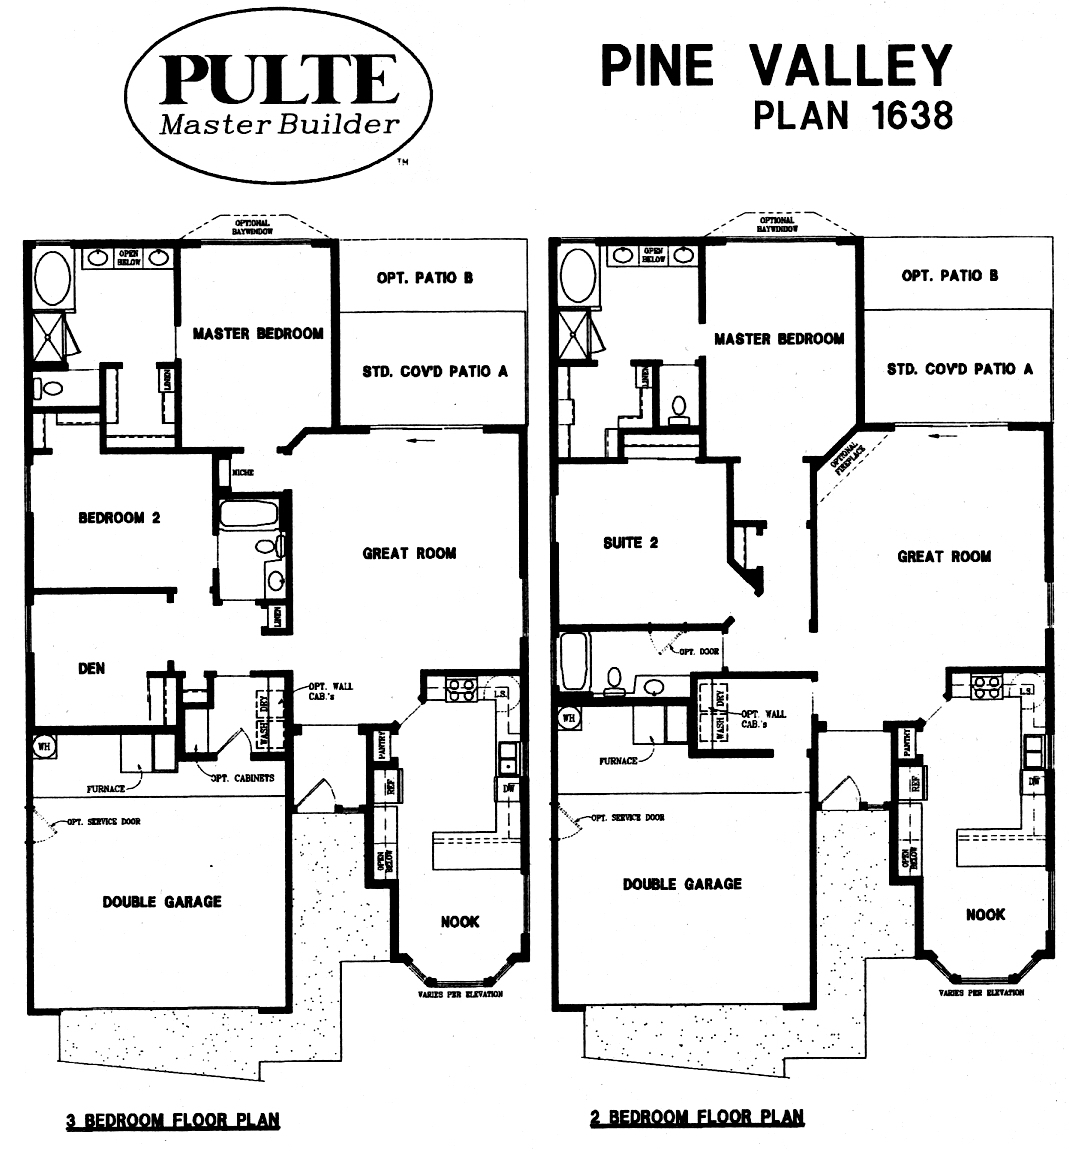 PULTE
Master Builder
TM
PINE VALLEY
PLAN 1638
OPTIONAL
BAYWINDOW
OPEN
BELOW
OPT. PATIO B
MASTER BEDROOM
STD. COV'D PATIO A
LINEN
NICHE
BEDROOM 2
GREAT ROOM
LINEN
DEN
OPT. WALL
CAB.'s
WASH DRY
LS
WH
PANTRY
FURNACE
OPT. CABINETS
REF
DW
OPT. SERVICE DOOR
OPEN
BELOW
DOUBLE GARAGE
NOOK
VARIES PER ELEVATION
3 BEDROOM FLOOR PLAN
OPTIONAL
BAYWINDOW
OPEN
BELOW
OPT. PATIO B
MASTER BEDROOM
STD. COV'D PATIO A
LINEN
OPTIONAL
FIREPLACE
SUITE 2
GREAT ROOM
OPT. DOOR
WASH DRY
OPT. WALL
CAB.'s
LS
WH
PANTRY
FURNACE
REF
DW
OPT. SERVICE DOOR
OPEN
BELOW
DOUBLE GARAGE
NOOK
VARIES PER ELEVATION
2 BEDROOM FLOOR PLAN